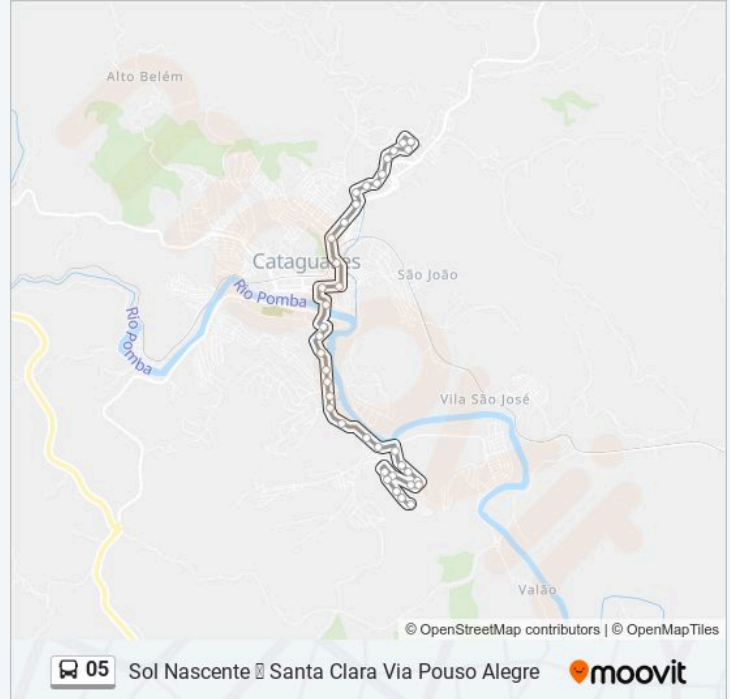 Alto Belém
Cataguases
São João
Rio Pomba
Rio Pomba
Vila São José
Valão
© OpenStreetMap contributors | © OpenMapTiles
05 Sol Nascente ▯ Santa Clara Via Pouso Alegre
moovit